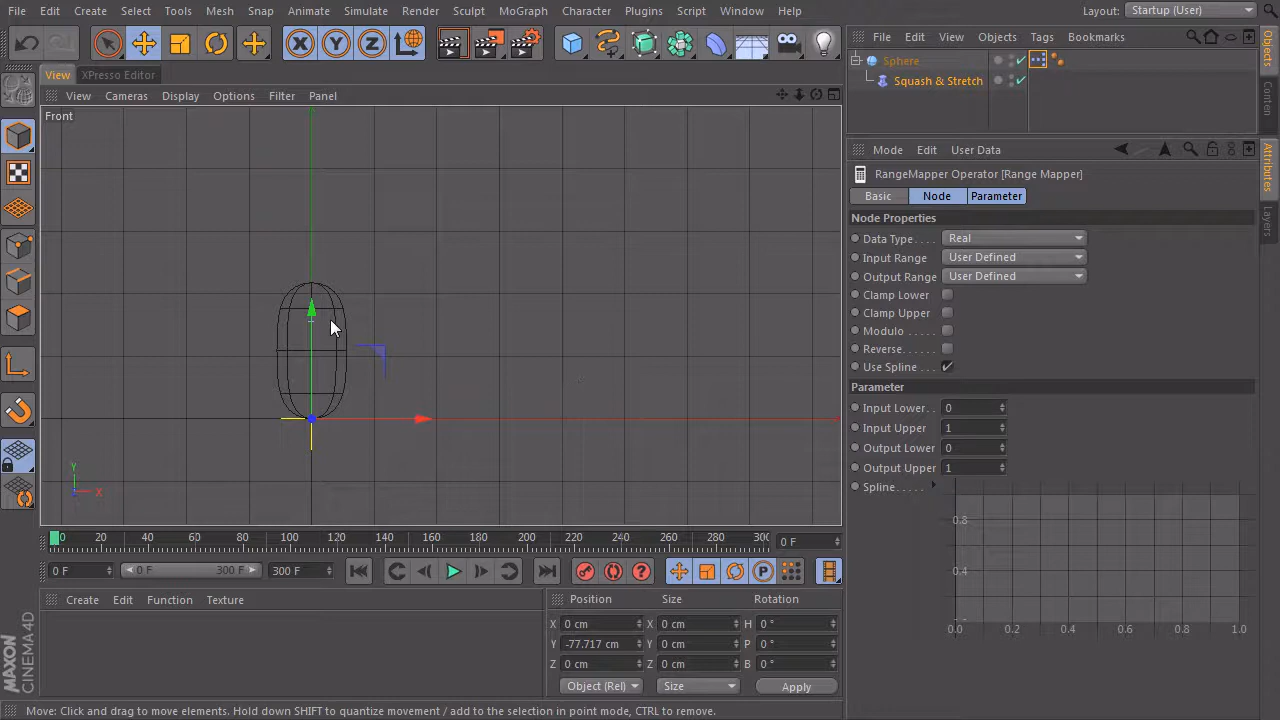 File Edit Create Select Tools Mesh Snap Animate Simulate Render Sculpt MoGraph Character Plugins Script Window Help Layout: Startup (User)
File Edit View Objects Tags Bookmarks
Sphere
Squash & Stretch
View XPresso Editor
View Cameras Display Options Filter Panel
Front
Mode Edit User Data
RangeMapper Operator [Range Mapper]
Basic Node Parameter
Node Properties
Data Type. . . . Real
Input Range User Defined
Output Range User Defined
Clamp Lower
Clamp Upper
Modulo
Reverse. . . . . .
Use Spline . . .
Parameter
Input Lower. . 0
Input Upper 1
Output Lower 0
Output Upper 1
Spline. . . . .
0.8
0.4
0.0 0.2 0.4 0.6 0.8 1.0
Y
X
0 20 40 60 80 100 120 140 160 180 200 220 240 260 280 0 F
0 F 0 F 300 F 300 F
Create Edit Function Texture
Position Size Rotation
X 0 cm X 0 cm H 0 °
Y -77.717 cm Y 0 cm P 0 °
Z 0 cm Z 0 cm B 0 °
Object (Rel) Size Apply
Move: Click and drag to move elements. Hold down SHIFT to quantize movement / add to the selection in point mode, CTRL to remove.
MAXON
CINEMA 4D
Objects
Conten
Attributes
Layers